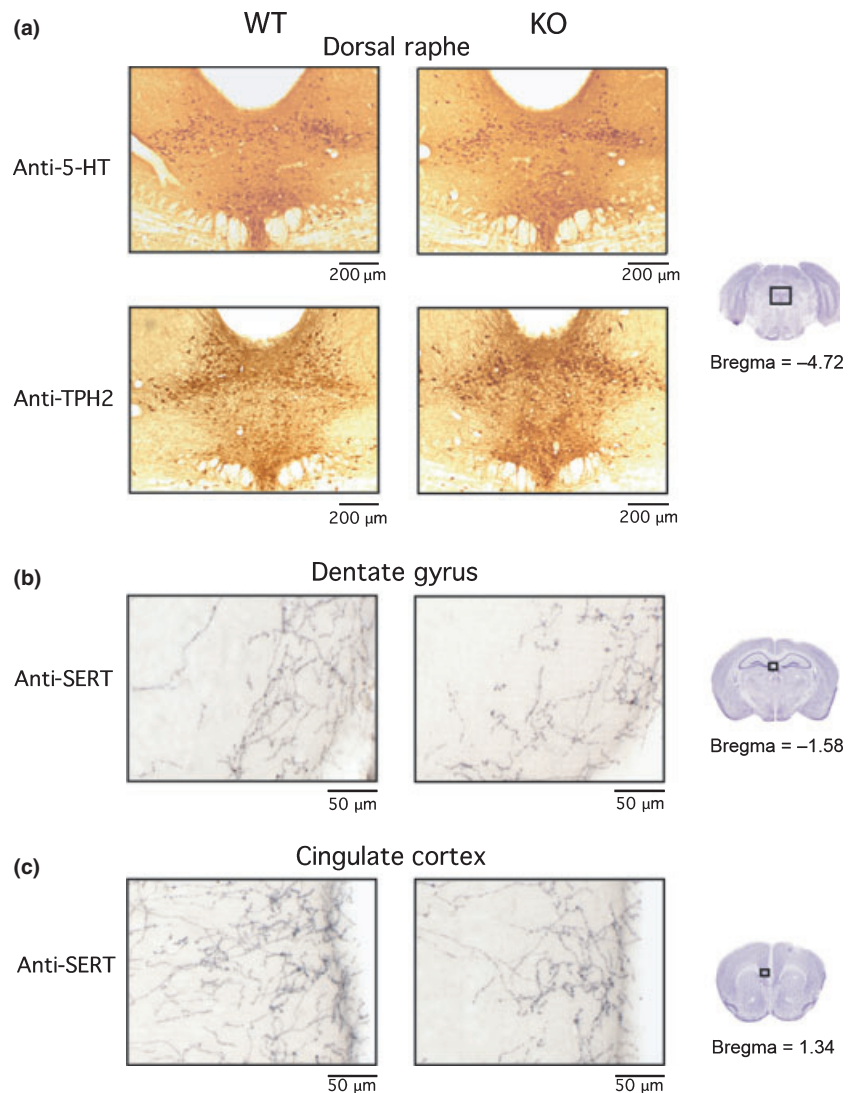 (a)
WT
KO
Dorsal raphe
Anti-5-HT
200 µm
200 µm
Bregma = –4.72
Anti-TPH2
200 µm
200 µm
(b)
Dentate gyrus
Anti-SERT
Bregma = –1.58
50 µm
50 µm
(c)
Cingulate cortex
Anti-SERT
Bregma = 1.34
50 µm
50 µm